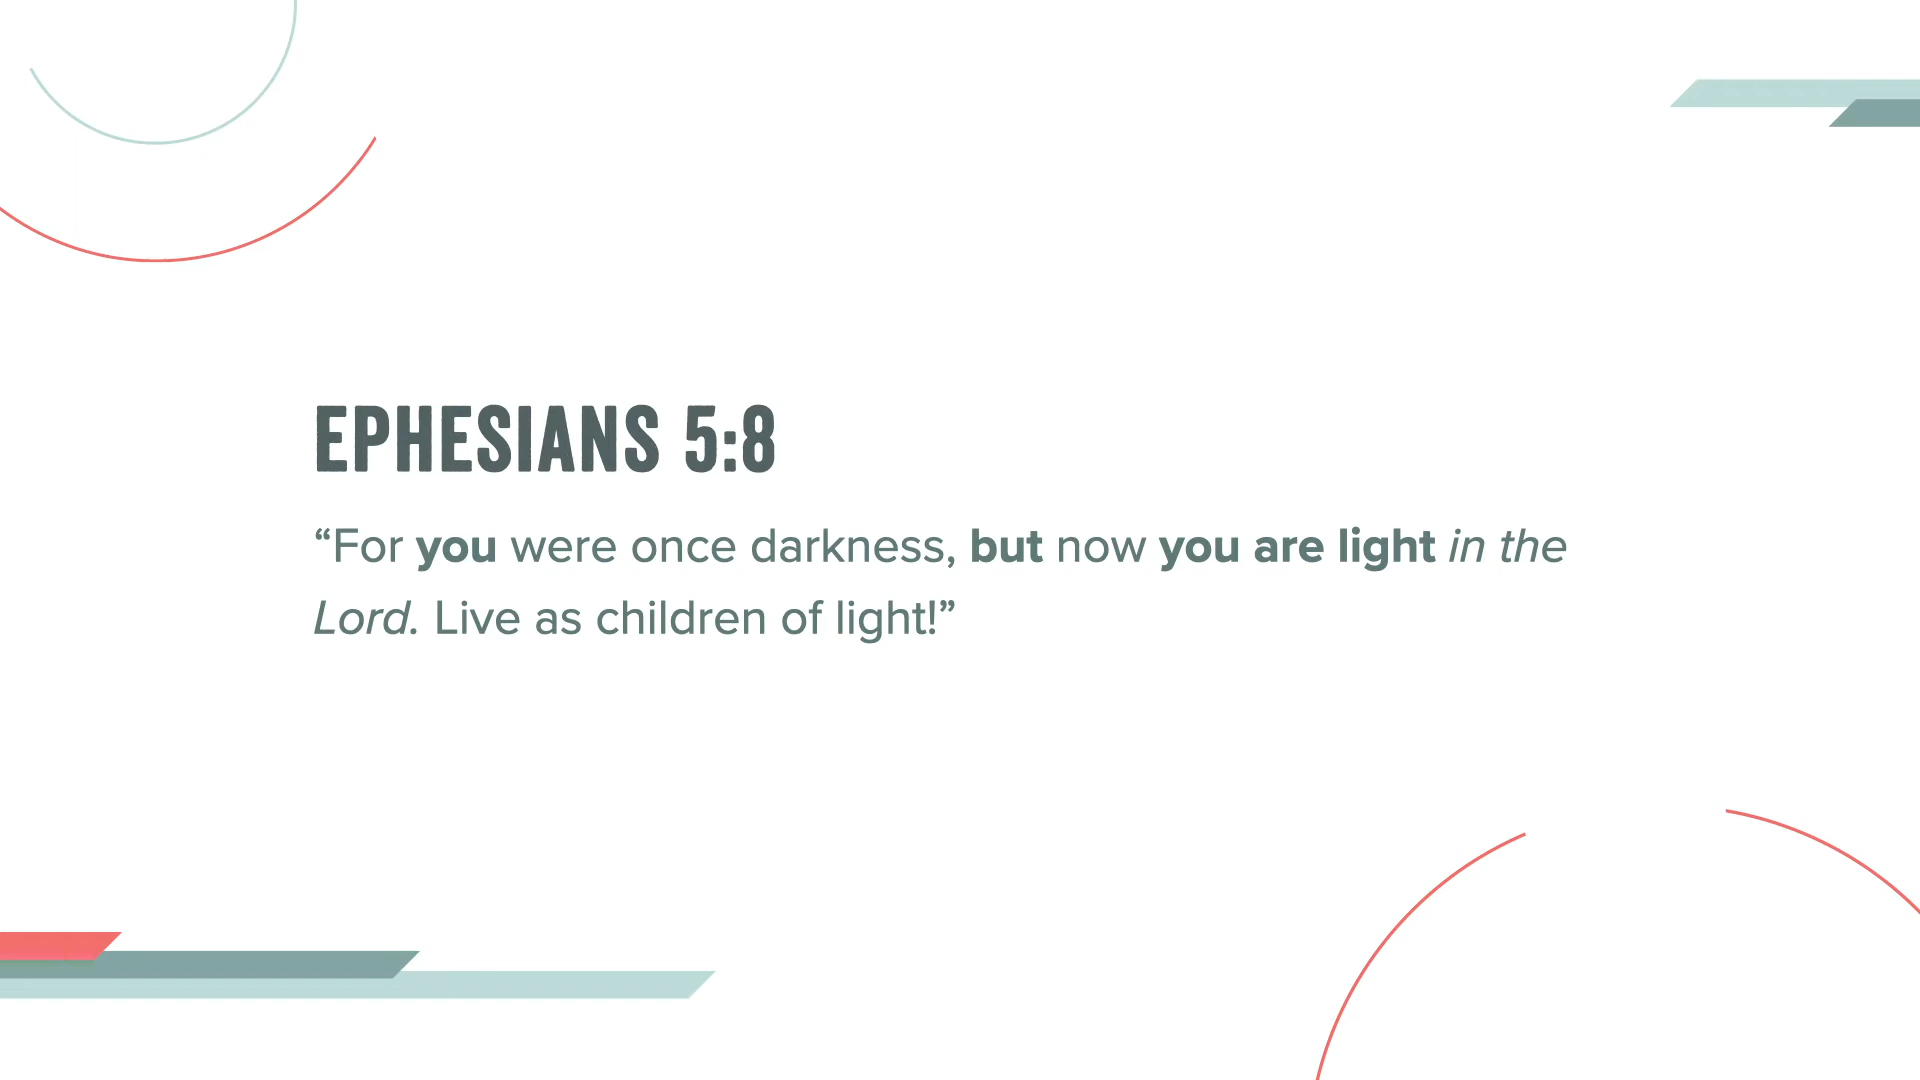 EPHESIANS 5:8
“For you were once darkness, but now you are light in the
Lord. Live as children of light!”